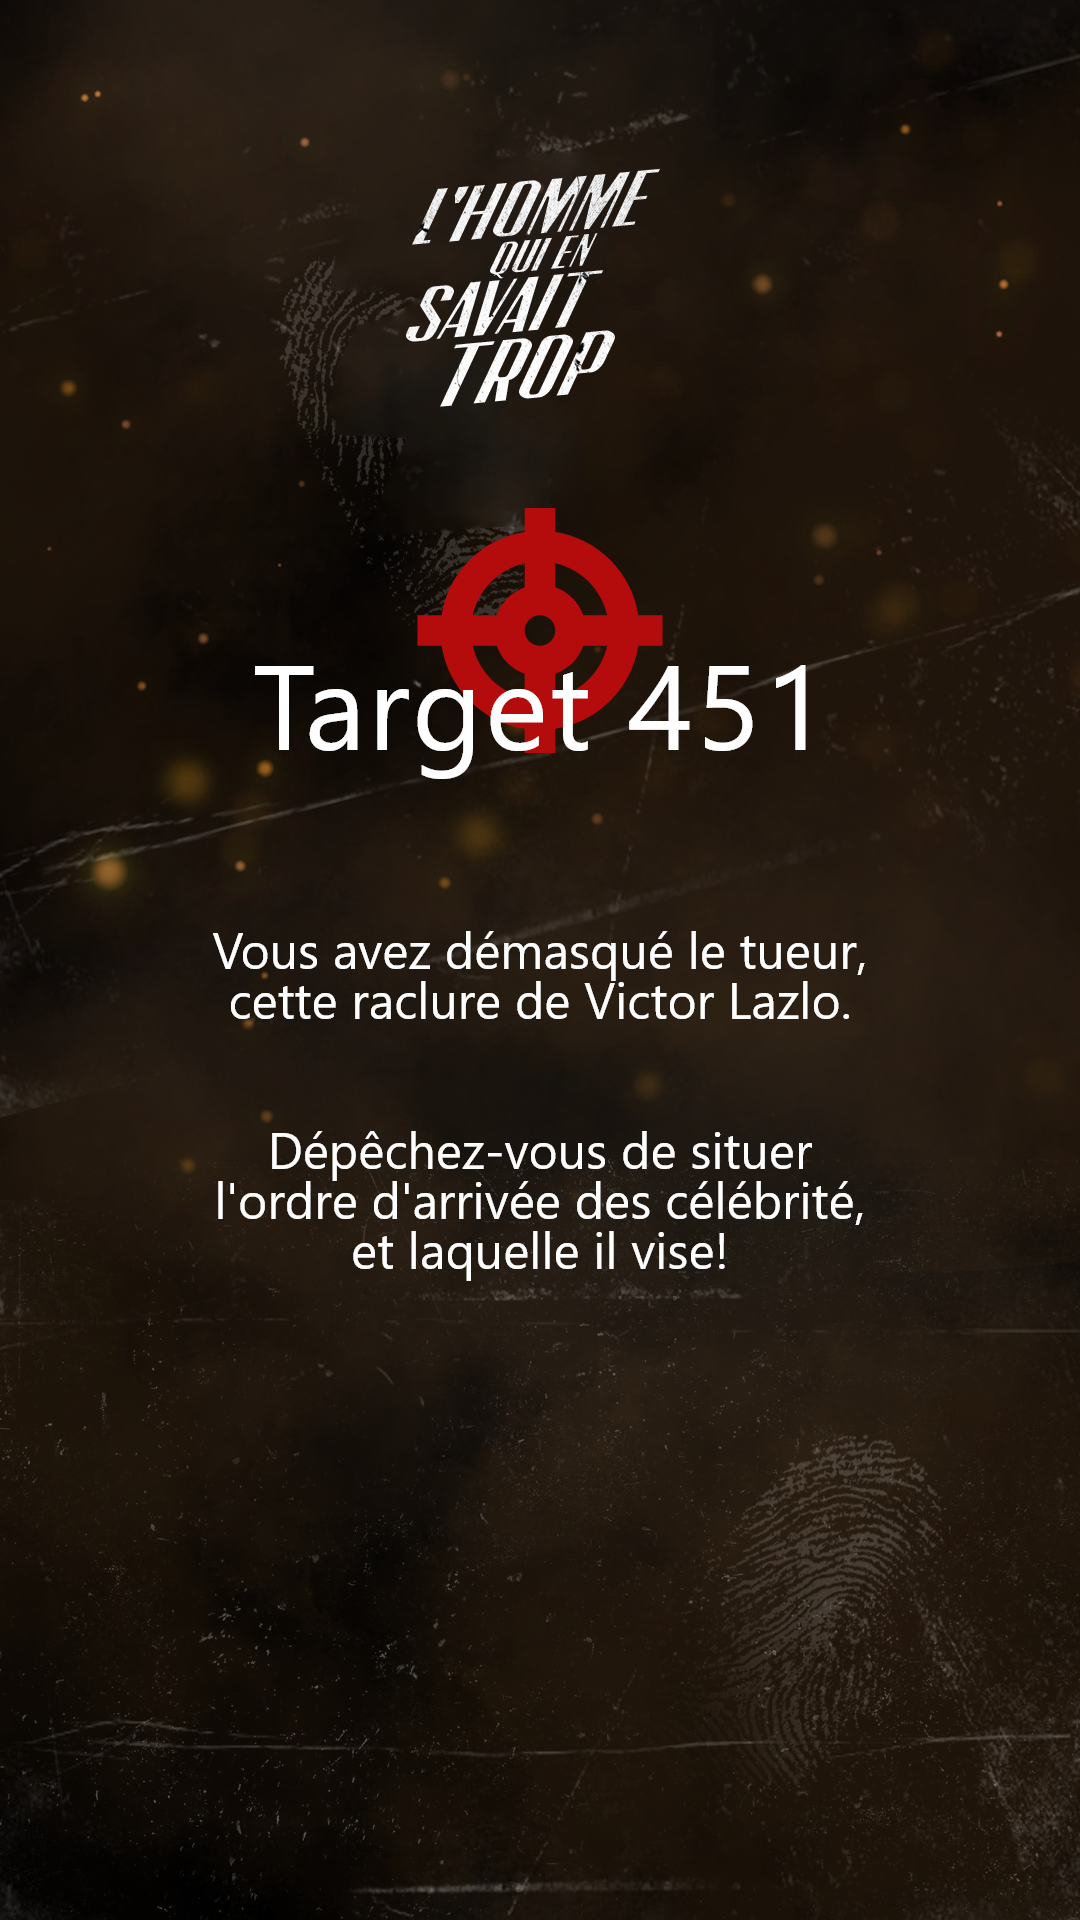 L'HOMME
QUI EN
SAVAIT
TROP
Target 451
Vous avez démasqué le tueur,
cette raclure de Victor Lazlo.
Dépêchez-vous de situer
l'ordre d'arrivée des célébrité,
et laquelle il vise!